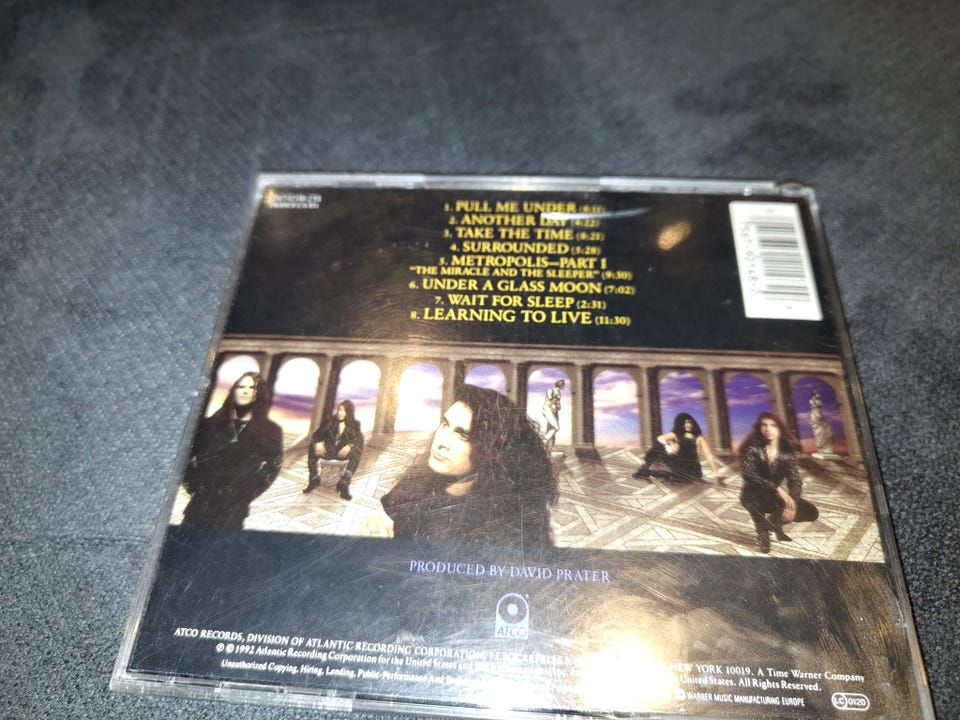 1. PULL ME UNDER (8:11)
2. ANOTHER DAY (4:22)
3. TAKE THE TIME (8:21)
4. SURROUNDED (5:28)
5. METROPOLIS—PART I
"THE MIRACLE AND THE SLEEPER" (9:30)
6. UNDER A GLASS MOON (7:02)
7. WAIT FOR SLEEP (2:31)
8. LEARNING TO LIVE (11:30)
PRODUCED BY DAVID PRATER
ATCO
ATCO RECORDS, DIVISION OF ATLANTIC RECORDING CORPORATION, NEW YORK 10019. A Time Warner Company
℗ © 1992 Atlantic Recording Corporation for the United States and United States. All Rights Reserved.
Unauthorized Copying, Hiring, Lending, Public Performance And WARNER MUSIC MANUFACTURING EUROPE
LC 0120